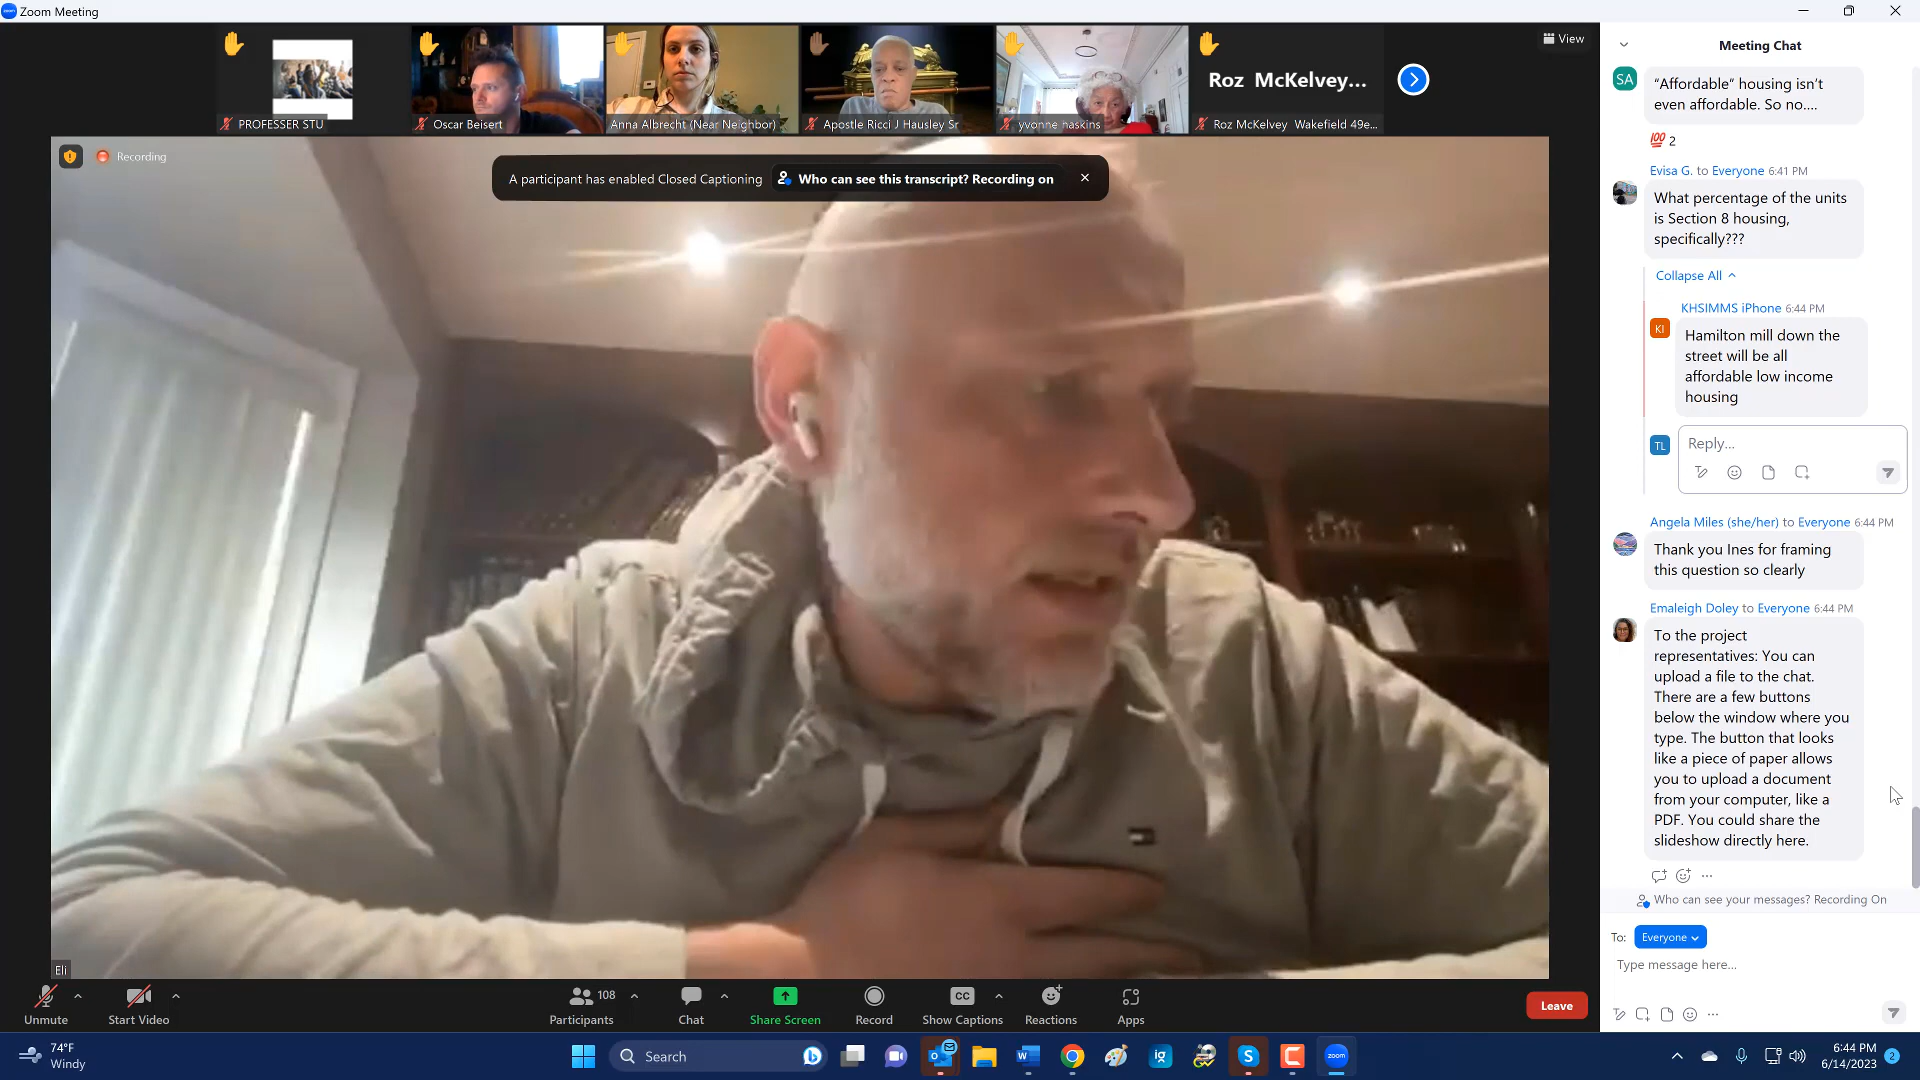 Zoom Meeting
PROFESSER STU
Oscar Beisert
Anna Albrecht (Near Neighbor)
Apostle Ricci J Hausley Sr
yvonne haskins
Roz McKelvey...
Roz McKelvey Wakefield 49e...
View
Recording
A participant has enabled Closed Captioning Who can see this transcript? Recording on
Eli
Unmute
Start Video
108
Participants
Chat
Share Screen
Record
CC
Show Captions
Reactions
Apps
Leave
Meeting Chat
SA
"Affordable" housing isn't
even affordable. So no....
💯 2
Evisa G. to Everyone 6:41 PM
What percentage of the units
is Section 8 housing,
specifically???
Collapse All
KHSIMMS iPhone 6:44 PM
KI
Hamilton mill down the
street will be all
affordable low income
housing
TL
Reply...
Angela Miles (she/her) to Everyone 6:44 PM
Thank you Ines for framing
this question so clearly
Emaleigh Doley to Everyone 6:44 PM
To the project
representatives: You can
upload a file to the chat.
There are a few buttons
below the window where you
type. The button that looks
like a piece of paper allows
you to upload a document
from your computer, like a
PDF. You could share the
slideshow directly here.
Who can see your messages? Recording On
To: Everyone
Type message here...
74°F
Windy
Search
ig
zoom
6:44 PM
6/14/2023
2